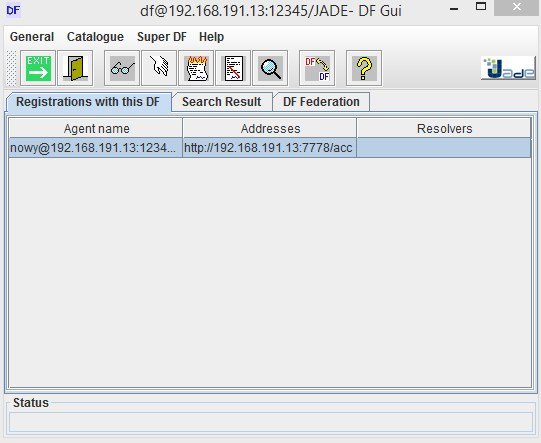 DF
df@192.168.191.13:12345/JADE- DF Gui
General Catalogue Super DF Help
EXIT
DF
DF
?
Jade
Registrations with this DF Search Result DF Federation
Agent name Addresses Resolvers
nowy@192.168.191.13:1234... http://192.168.191.13:7778/acc
Status